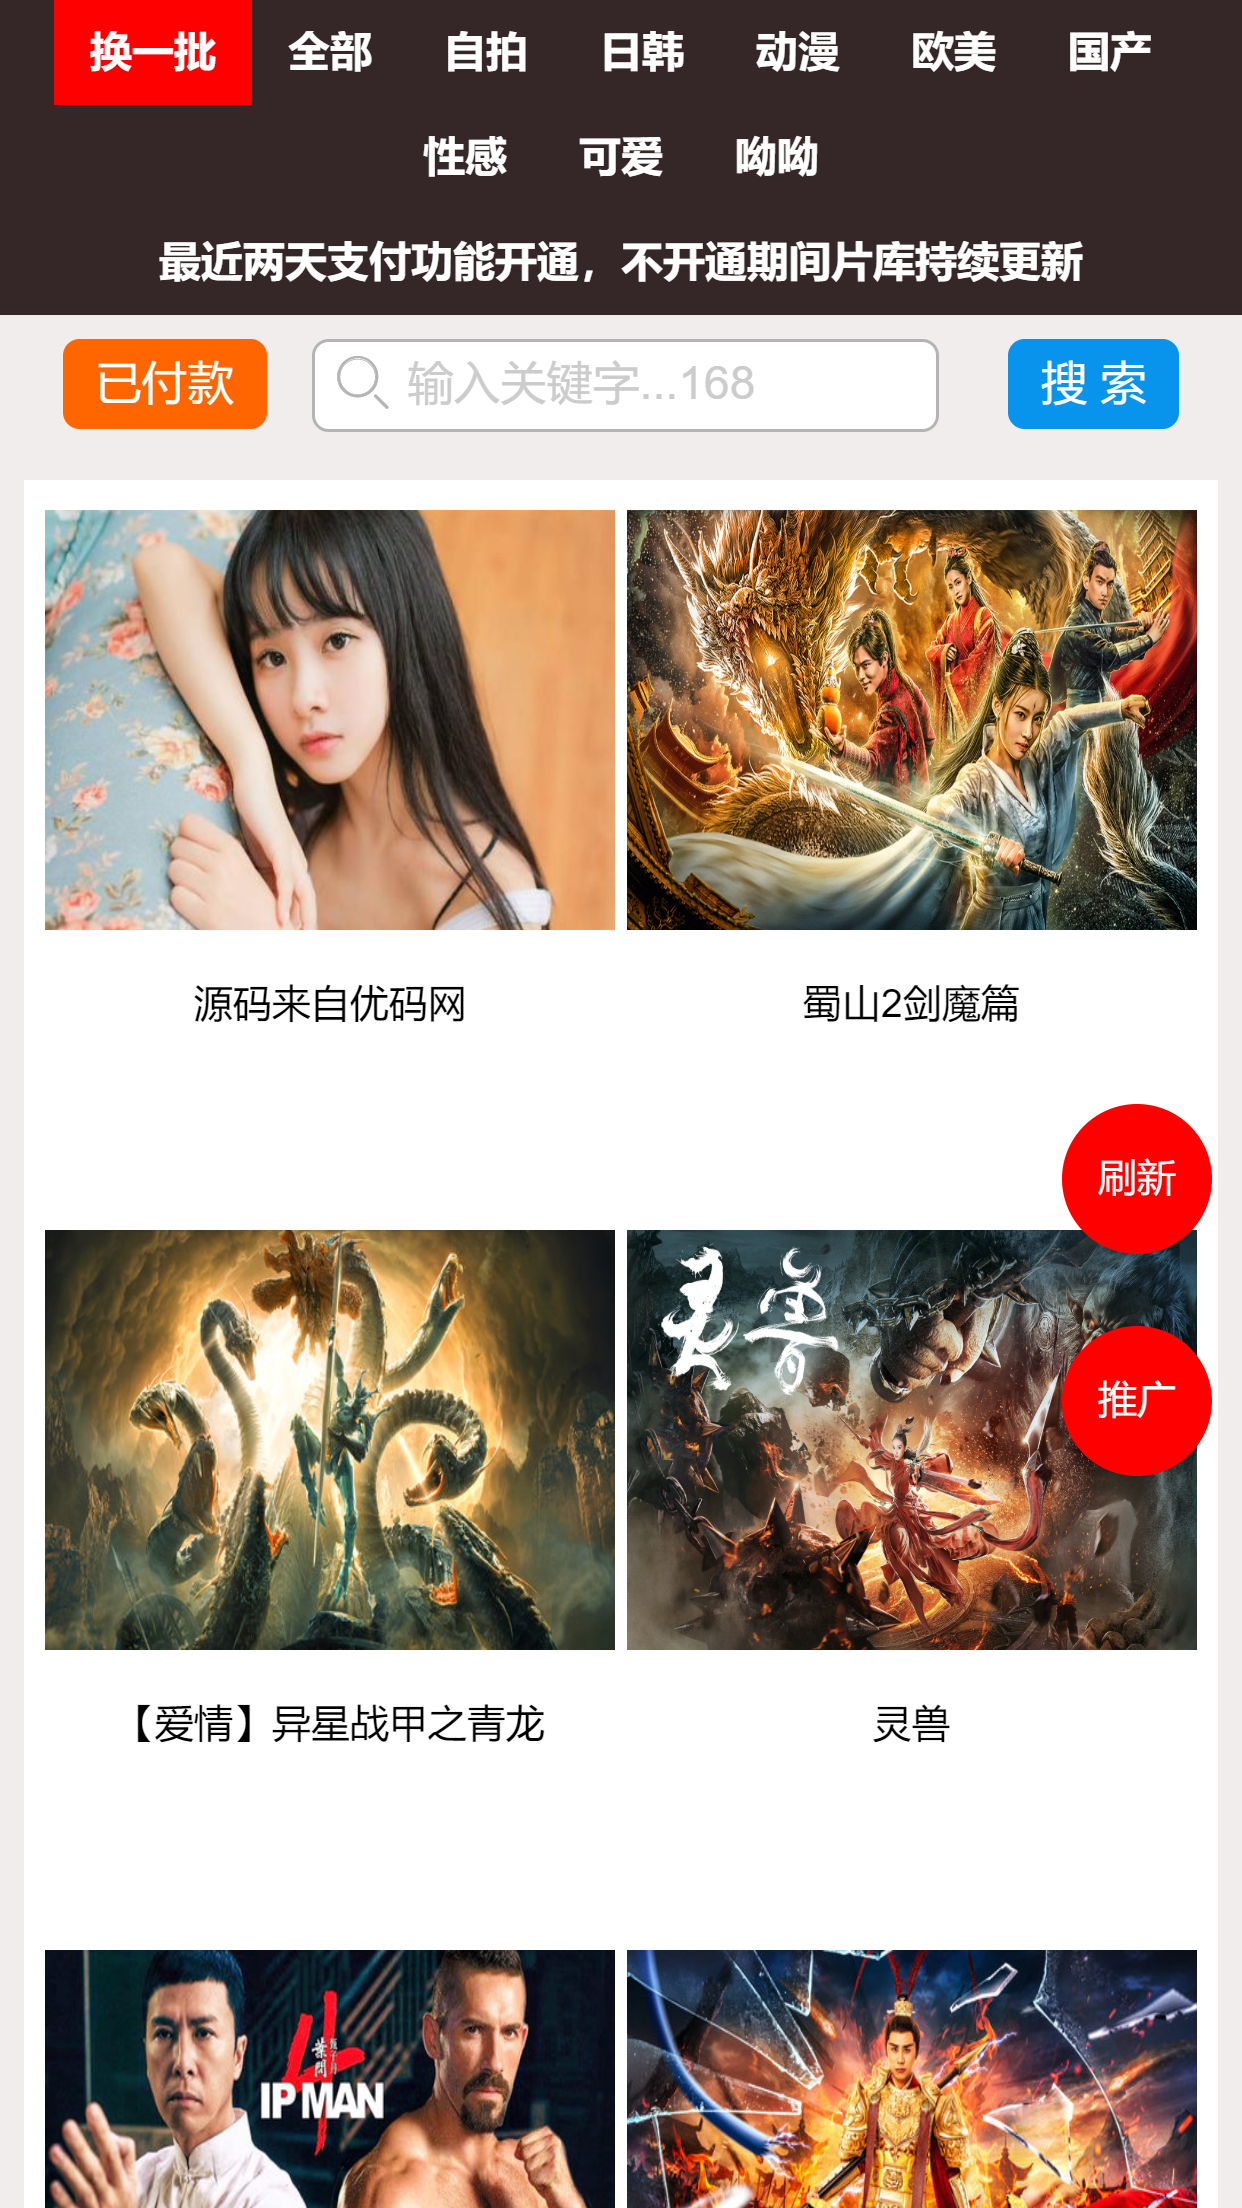 换一批 全部 自拍 日韩 动漫 欧美 国产
性感 可爱 呦呦
最近两天支付功能开通，不开通期间片库持续更新
已付款 输入关键字...168 搜 索
源码来自优码网 蜀山2剑魔篇
刷新
灵兽
推广
【爱情】异星战甲之青龙 灵兽
4
葉問
IP MAN